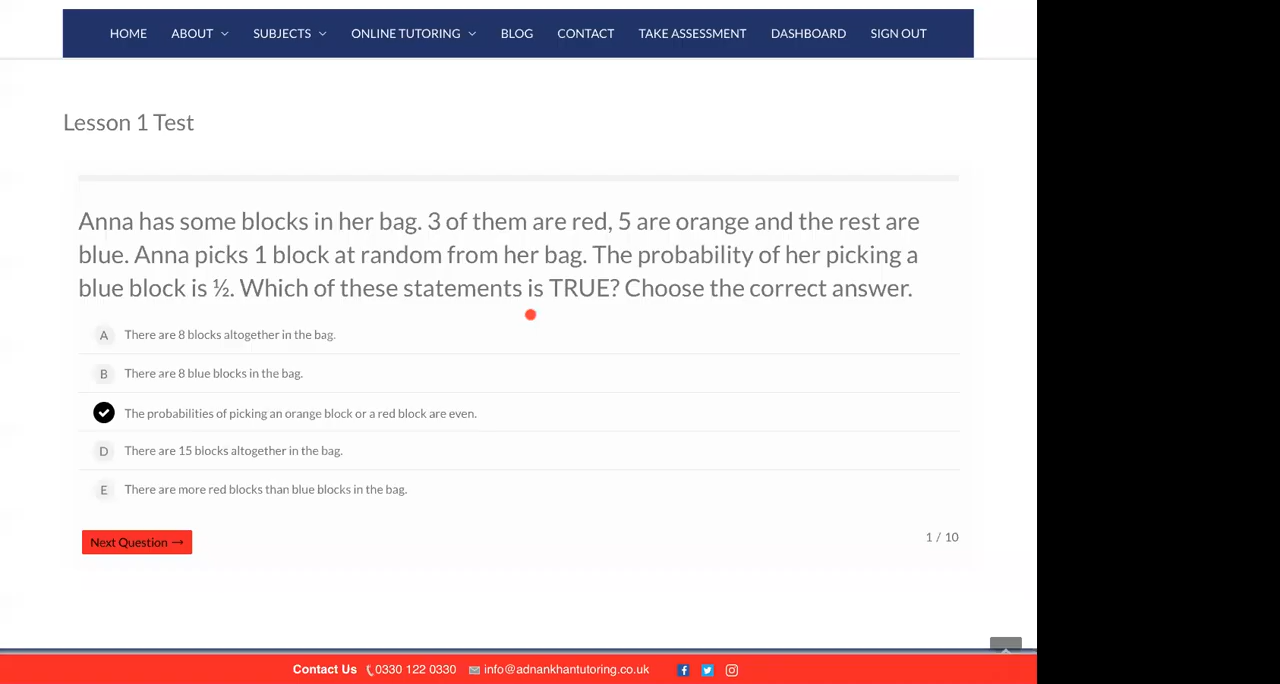 HOME ABOUT SUBJECTS ONLINE TUTORING BLOG CONTACT TAKE ASSESSMENT DASHBOARD SIGN OUT
Lesson 1 Test
Anna has some blocks in her bag. 3 of them are red, 5 are orange and the rest are
blue. Anna picks 1 block at random from her bag. The probability of her picking a
blue block is ½. Which of these statements is TRUE? Choose the correct answer.
A There are 8 blocks altogether in the bag.
B There are 8 blue blocks in the bag.
The probabilities of picking an orange block or a red block are even.
D There are 15 blocks altogether in the bag.
E There are more red blocks than blue blocks in the bag.
Next Question → 1 / 10
Contact Us 0330 122 0330 info@adnankhantutoring.co.uk